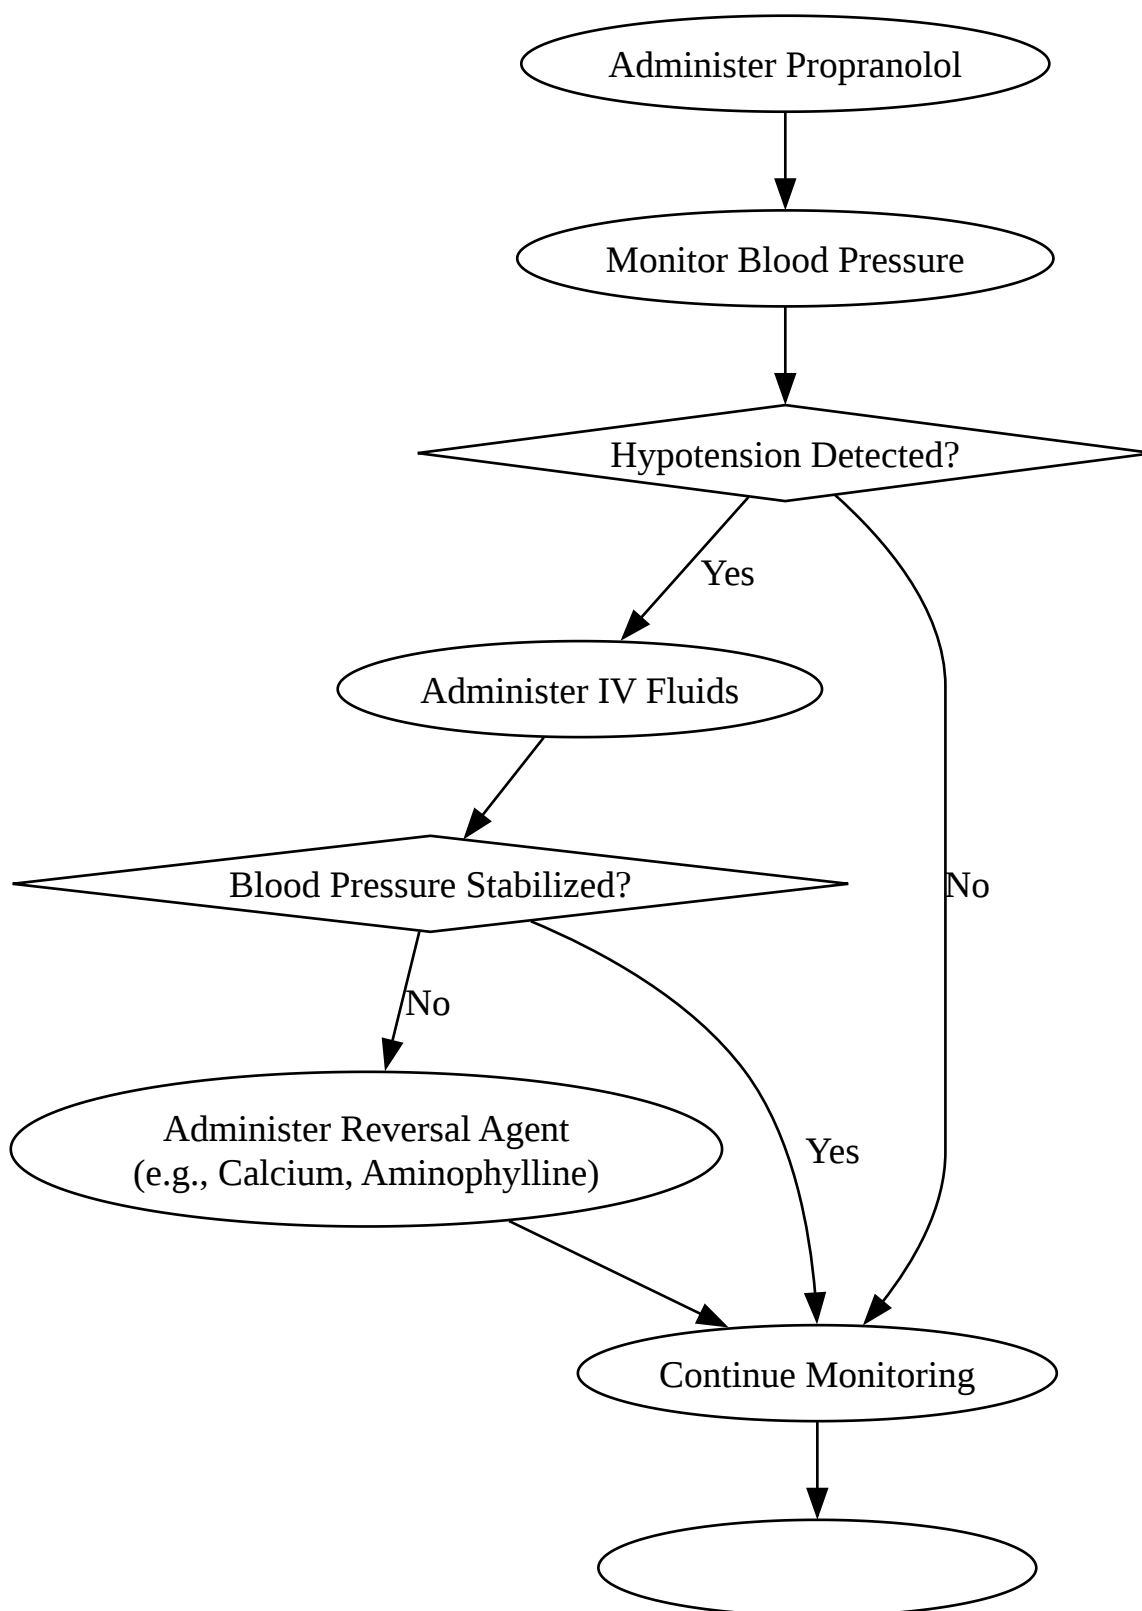 Administer Propranolol
Monitor Blood Pressure
Hypotension Detected?
Yes
Administer IV Fluids
Blood Pressure Stabilized?
No
No
Administer Reversal Agent
(e.g., Calcium, Aminophylline)
Yes
Continue Monitoring